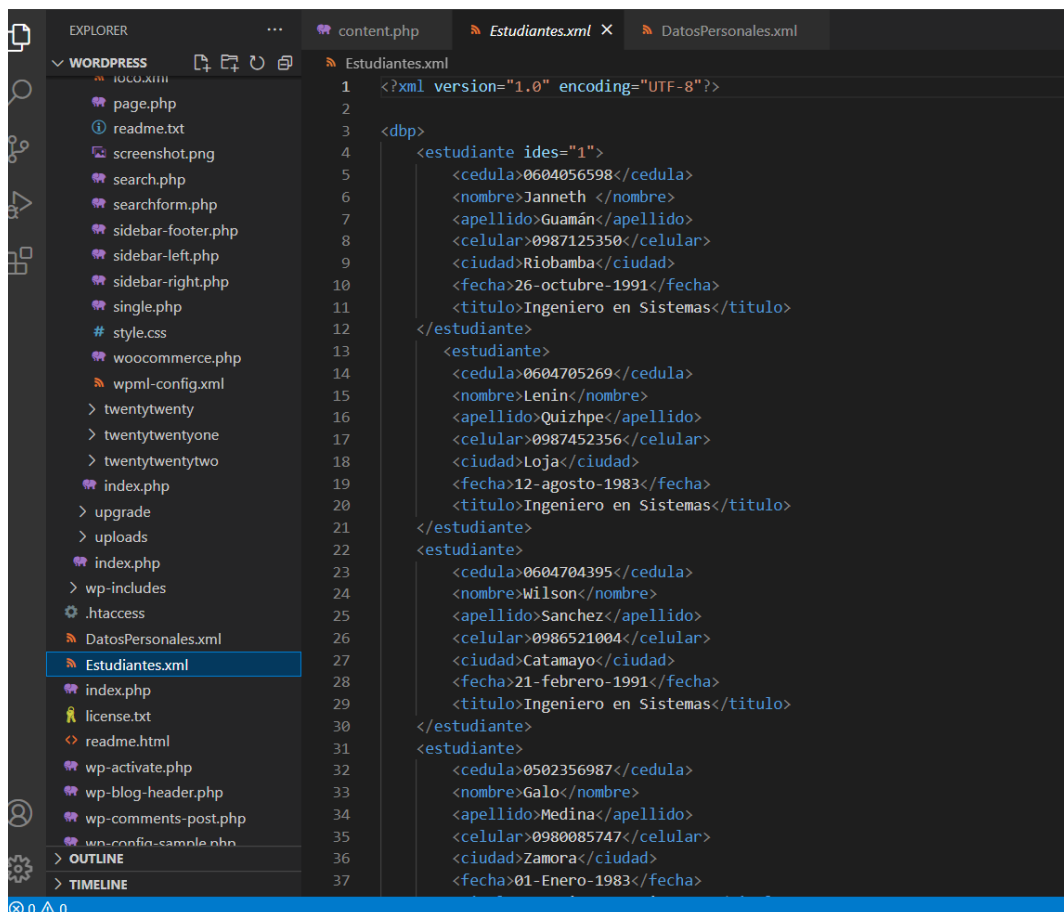 EXPLORER
WORDPRESS
loco.xml
page.php
readme.txt
screenshot.png
search.php
searchform.php
sidebar-footer.php
sidebar-left.php
sidebar-right.php
single.php
# style.css
woocommerce.php
wpml-config.xml
> twentytwenty
> twentytwentyone
> twentytwentytwo
index.php
> upgrade
> uploads
index.php
> wp-includes
.htaccess
DatosPersonales.xml
Estudiantes.xml
index.php
license.txt
readme.html
wp-activate.php
wp-blog-header.php
wp-comments-post.php
wp-config-sample.php
> OUTLINE
> TIMELINE
0 0
content.php Estudiantes.xml DatosPersonales.xml
Estudiantes.xml
1 <?xml version="1.0" encoding="UTF-8"?>
2
3 <dbp>
4 <estudiante ides="1">
5 <cedula>0604056598</cedula>
6 <nombre>Janneth </nombre>
7 <apellido>Guamán</apellido>
8 <celular>0987125350</celular>
9 <ciudad>Riobamba</ciudad>
10 <fecha>26-octubre-1991</fecha>
11 <titulo>Ingeniero en Sistemas</titulo>
12 </estudiante>
13 <estudiante>
14 <cedula>0604705269</cedula>
15 <nombre>Lenin</nombre>
16 <apellido>Quizhpe</apellido>
17 <celular>0987452356</celular>
18 <ciudad>Loja</ciudad>
19 <fecha>12-agosto-1983</fecha>
20 <titulo>Ingeniero en Sistemas</titulo>
21 </estudiante>
22 <estudiante>
23 <cedula>0604704395</cedula>
24 <nombre>Wilson</nombre>
25 <apellido>Sanchez</apellido>
26 <celular>0986521004</celular>
27 <ciudad>Catamayo</ciudad>
28 <fecha>21-febrero-1991</fecha>
29 <titulo>Ingeniero en Sistemas</titulo>
30 </estudiante>
31 <estudiante>
32 <cedula>0502356987</cedula>
33 <nombre>Galo</nombre>
34 <apellido>Medina</apellido>
35 <celular>0980085747</celular>
36 <ciudad>Zamora</ciudad>
37 <fecha>01-Enero-1983</fecha>